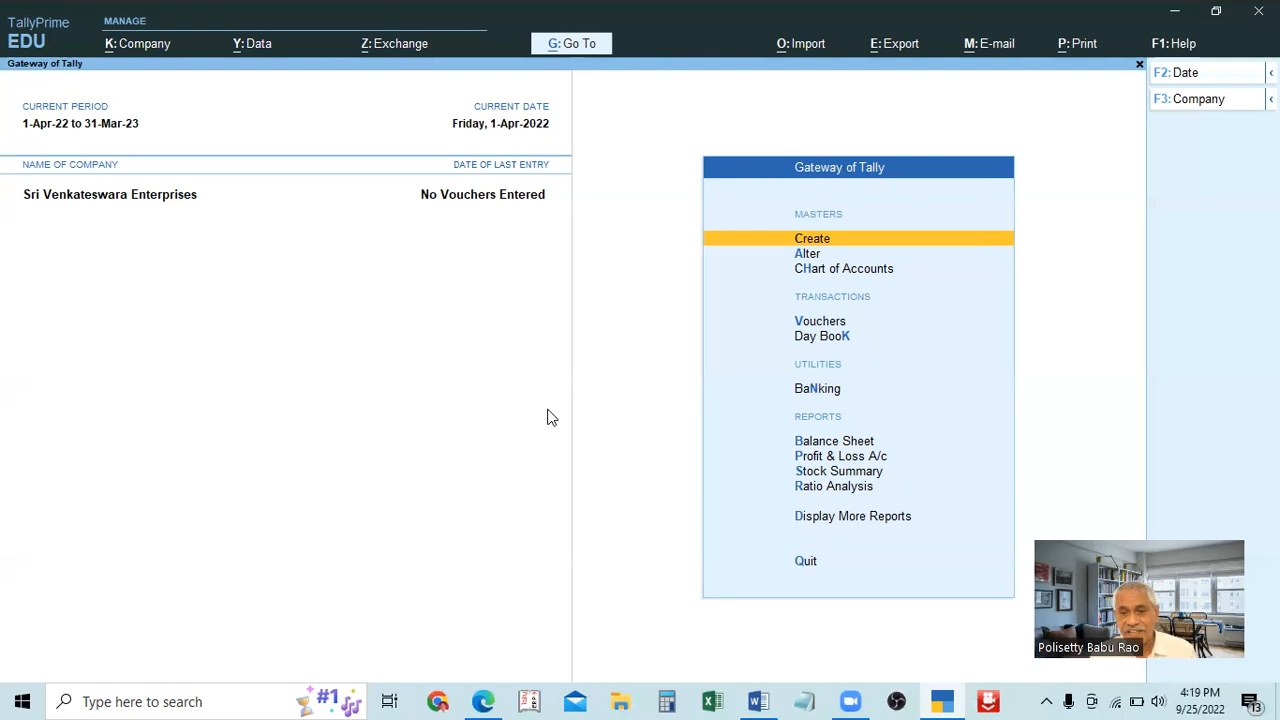 TallyPrime
EDU
MANAGE
K: Company
Y: Data
Z: Exchange
G: Go To
O: Import
E: Export
M: E-mail
P: Print
F1: Help
Gateway of Tally
F2: Date
F3: Company
CURRENT PERIOD
CURRENT DATE
1-Apr-22 to 31-Mar-23
Friday, 1-Apr-2022
NAME OF COMPANY
DATE OF LAST ENTRY
Sri Venkateswara Enterprises
No Vouchers Entered
Gateway of Tally
MASTERS
Create
Alter
CHart of Accounts
TRANSACTIONS
Vouchers
Day BooK
UTILITIES
BaNking
REPORTS
Balance Sheet
Profit & Loss A/c
Stock Summary
Ratio Analysis
Display More Reports
Quit
Polisetty Babu Rao
Type here to search
#1
4:19 PM
9/25/2022
13